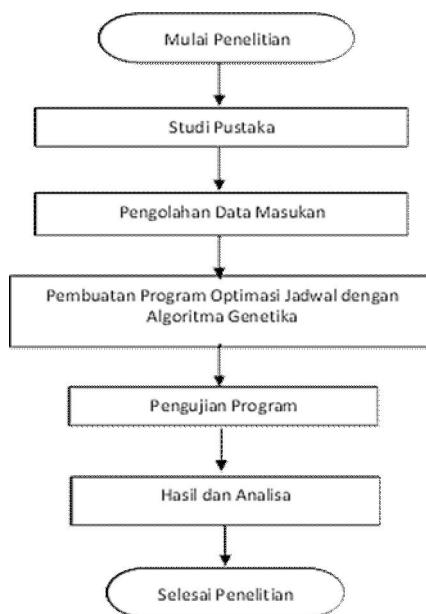 Mulai Penelitian
Studi Pustaka
Pengolahan Data Masukan
Pembuatan Program Optimasi Jadwal dengan
Algoritma Genetika
Pengujian Program
Hasil dan Analisa
Selesai Penelitian